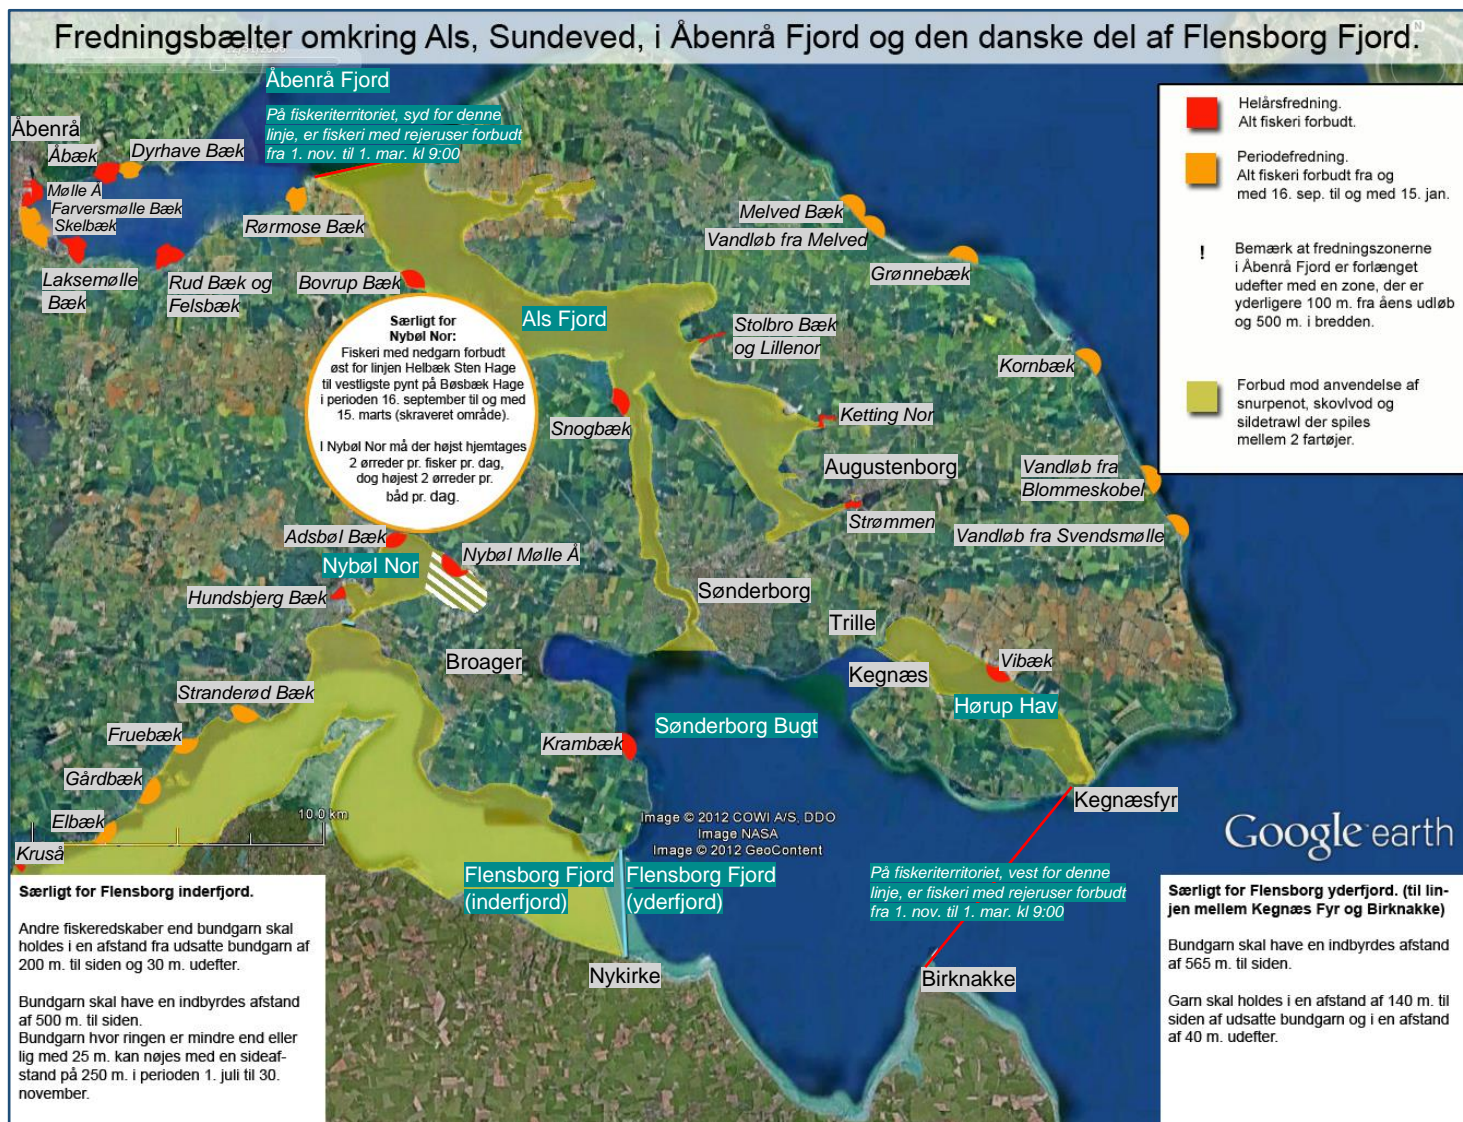 Fredningsbælter omkring Als, Sundeved, i Åbenrå Fjord og den danske del af Flensborg Fjord.
Åbenrå Fjord
På fiskeriterritoriet, syd for denne
linje, er fiskeri med rejeruser forbudt
fra 1. nov. til 1. mar. kl 9:00
Åbenrå
Åbæk
Dyrhave Bæk
Mølle Å
Farversmølle Bæk
Skelbæk
Laksemølle
Bæk
Rud Bæk og
Felsbæk
Rørmose Bæk
Bovrup Bæk
Melved Bæk
Vandløb fra Melved
Grønnebæk
Als Fjord
Stolbro Bæk
og Lillenor
Kornbæk
Snogbæk
Ketting Nor
Augustenborg
Strømmen
Vandløb fra
Blommeskobel
Vandløb fra Svendsmølle
Helårsfredning.
Alt fiskeri forbudt.
Periodefredning.
Alt fiskeri forbudt fra og
med 16. sep. til og med 15. jan.
!
Bemærk at fredningszonerne
i Åbenrå Fjord er forlænget
udefter med en zone, der er
yderligere 100 m. fra åens udløb
og 500 m. i bredden.
Forbud mod anvendelse af
snurpenot, skovlvod og
sildetrawl der spiles
mellem 2 fartøjer.
Særligt for
Nybøl Nor:
Fiskeri med nedgarn forbudt
øst for linjen Helbæk Sten Hage
til vestligste pynt på Bøsbæk Hage
i perioden 16. september til og med
15. marts (skraveret område).
I Nybøl Nor må der højst hjemtages
2 ørreder pr. fisker pr. dag,
dog højest 2 ørreder pr.
båd pr. dag.
Adsbøl Bæk
Nybøl Nor
Nybøl Mølle Å
Hundsbjerg Bæk
Sønderborg
Trille
Broager
Kegnæs
Vibæk
Hørup Hav
Stranderød Bæk
Sønderborg Bugt
Fruebæk
Krambæk
Gårdbæk
Kegnæsfyr
Elbæk
10.0 km
Kruså
Image © 2012 COWI A/S, DDO
Image NASA
Image © 2012 GeoContent
Google earth
Flensborg Fjord
(inderfjord)
Flensborg Fjord
(yderfjord)
På fiskeriterritoriet, vest for denne
linje, er fiskeri med rejeruser forbudt
fra 1. nov. til 1. mar. kl 9:00
Nykirke
Birknakke
Særligt for Flensborg inderfjord.
Andre fiskeredskaber end bundgarn skal
holdes i en afstand fra udsatte bundgarn af
200 m. til siden og 30 m. udefter.
Bundgarn skal have en indbyrdes afstand
af 500 m. til siden.
Bundgarn hvor ringen er mindre end eller
lig med 25 m. kan nøjes med en sideaf-
stand på 250 m. i perioden 1. juli til 30.
november.
Særligt for Flensborg yderfjord. (til lin-
jen mellem Kegnæs Fyr og Birknakke)
Bundgarn skal have en indbyrdes afstand
af 565 m. til siden.
Garn skal holdes i en afstand af 140 m. til
siden af udsatte bundgarn og i en afstand
af 40 m. udefter.